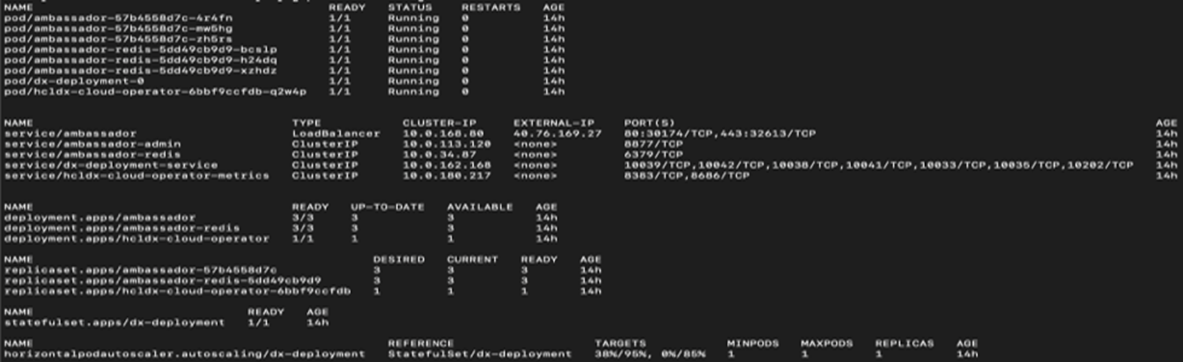 NAME READY STATUS RESTARTS AGE
pod/ambassador-57b4558d7c-4r4fn 1/1 Running 0 14h
pod/ambassador-57b4558d7c-mw5hg 1/1 Running 0 14h
pod/ambassador-57b4558d7c-zh5rs 1/1 Running 0 14h
pod/ambassador-redis-5dd49cb9d9-bcslp 1/1 Running 0 14h
pod/ambassador-redis-5dd49cb9d9-h24dq 1/1 Running 0 14h
pod/ambassador-redis-5dd49cb9d9-xzhdz 1/1 Running 0 14h
pod/dx-deployment-0 1/1 Running 0 14h
pod/hcldx-cloud-operator-6bbf9ccfdb-q2w4p 1/1 Running 0 14h
NAME TYPE CLUSTER-IP EXTERNAL-IP PORT(S) AGE
service/ambassador LoadBalancer 10.0.168.80 40.76.169.27 80:30174/TCP,443:32613/TCP 14h
service/ambassador-admin ClusterIP 10.0.113.120 <none> 8877/TCP 14h
service/ambassador-redis ClusterIP 10.0.34.87 <none> 6379/TCP 14h
service/dx-deployment-service ClusterIP 10.0.162.168 <none> 10039/TCP,10042/TCP,10038/TCP,10041/TCP,10033/TCP,10035/TCP,10202/TCP 14h
service/hcldx-cloud-operator-metrics ClusterIP 10.0.180.217 <none> 8383/TCP,8686/TCP 14h
NAME READY UP-TO-DATE AVAILABLE AGE
deployment.apps/ambassador 3/3 3 3 14h
deployment.apps/ambassador-redis 3/3 3 3 14h
deployment.apps/hcldx-cloud-operator 1/1 1 1 14h
NAME DESIRED CURRENT READY AGE
replicaset.apps/ambassador-57b4558d7c 3 3 3 14h
replicaset.apps/ambassador-redis-5dd49cb9d9 3 3 3 14h
replicaset.apps/hcldx-cloud-operator-6bbf9ccfdb 1 1 1 14h
NAME READY AGE
statefulset.apps/dx-deployment 1/1 14h
NAME REFERENCE TARGETS MINPODS MAXPODS REPLICAS AGE
horizontalpodautoscaler.autoscaling/dx-deployment StatefulSet/dx-deployment 38%/95%, 0%/85% 1 1 1 14h